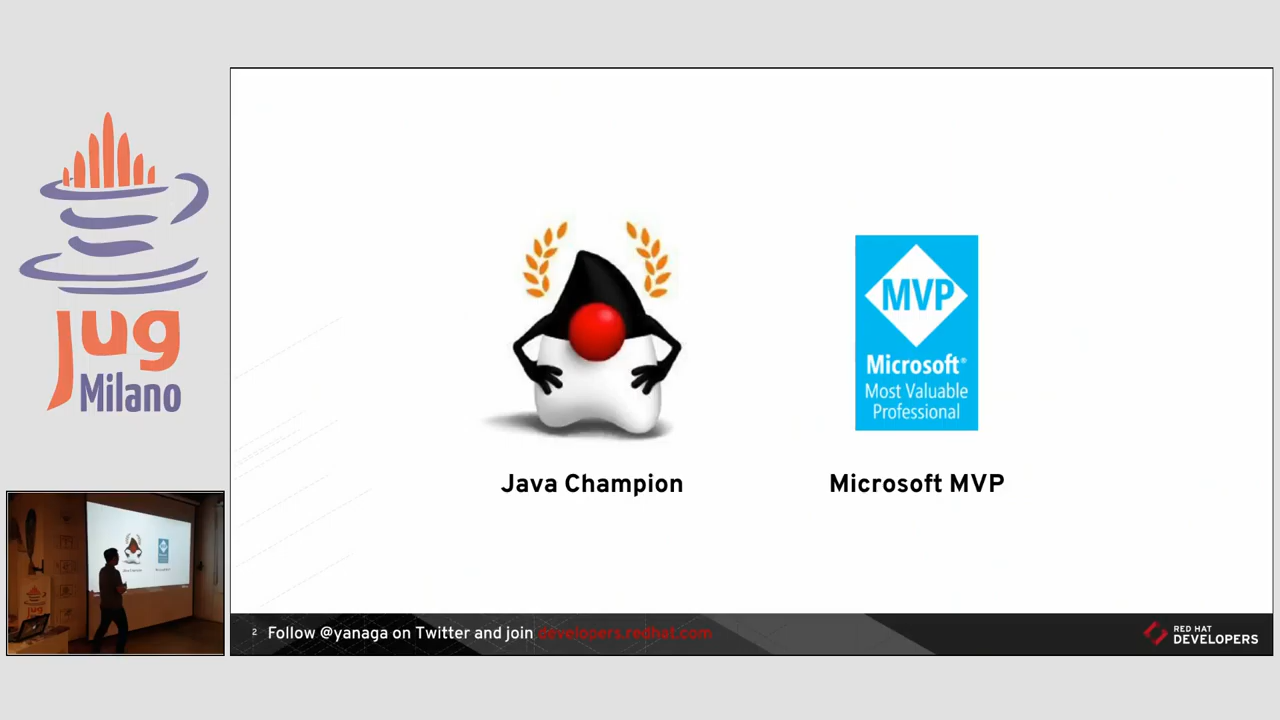 jug
Milano
MVP
Microsoft®
Most Valuable
Professional
Java Champion
Microsoft MVP
2 Follow @yanaga on Twitter and join developers.redhat.com
RED HAT
DEVELOPERS
jug